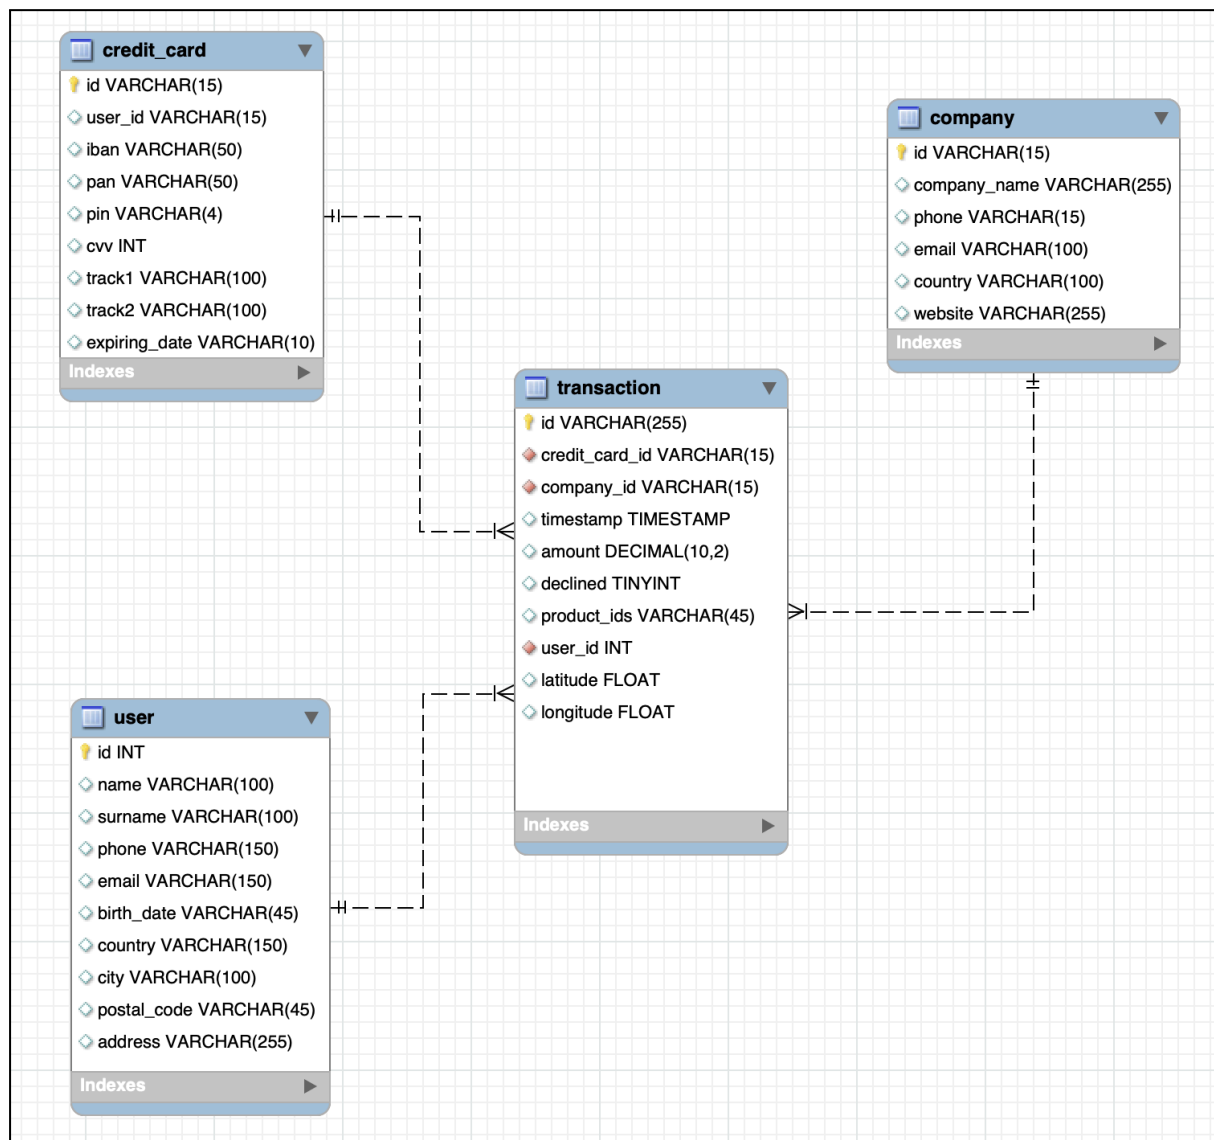 credit_card
id VARCHAR(15)
user_id VARCHAR(15)
iban VARCHAR(50)
pan VARCHAR(50)
pin VARCHAR(4)
cvv INT
track1 VARCHAR(100)
track2 VARCHAR(100)
expiring_date VARCHAR(10)
Indexes
company
id VARCHAR(15)
company_name VARCHAR(255)
phone VARCHAR(15)
email VARCHAR(100)
country VARCHAR(100)
website VARCHAR(255)
Indexes
transaction
id VARCHAR(255)
credit_card_id VARCHAR(15)
company_id VARCHAR(15)
timestamp TIMESTAMP
amount DECIMAL(10,2)
declined TINYINT
product_ids VARCHAR(45)
user_id INT
latitude FLOAT
longitude FLOAT
Indexes
user
id INT
name VARCHAR(100)
surname VARCHAR(100)
phone VARCHAR(150)
email VARCHAR(150)
birth_date VARCHAR(45)
country VARCHAR(150)
city VARCHAR(100)
postal_code VARCHAR(45)
address VARCHAR(255)
Indexes